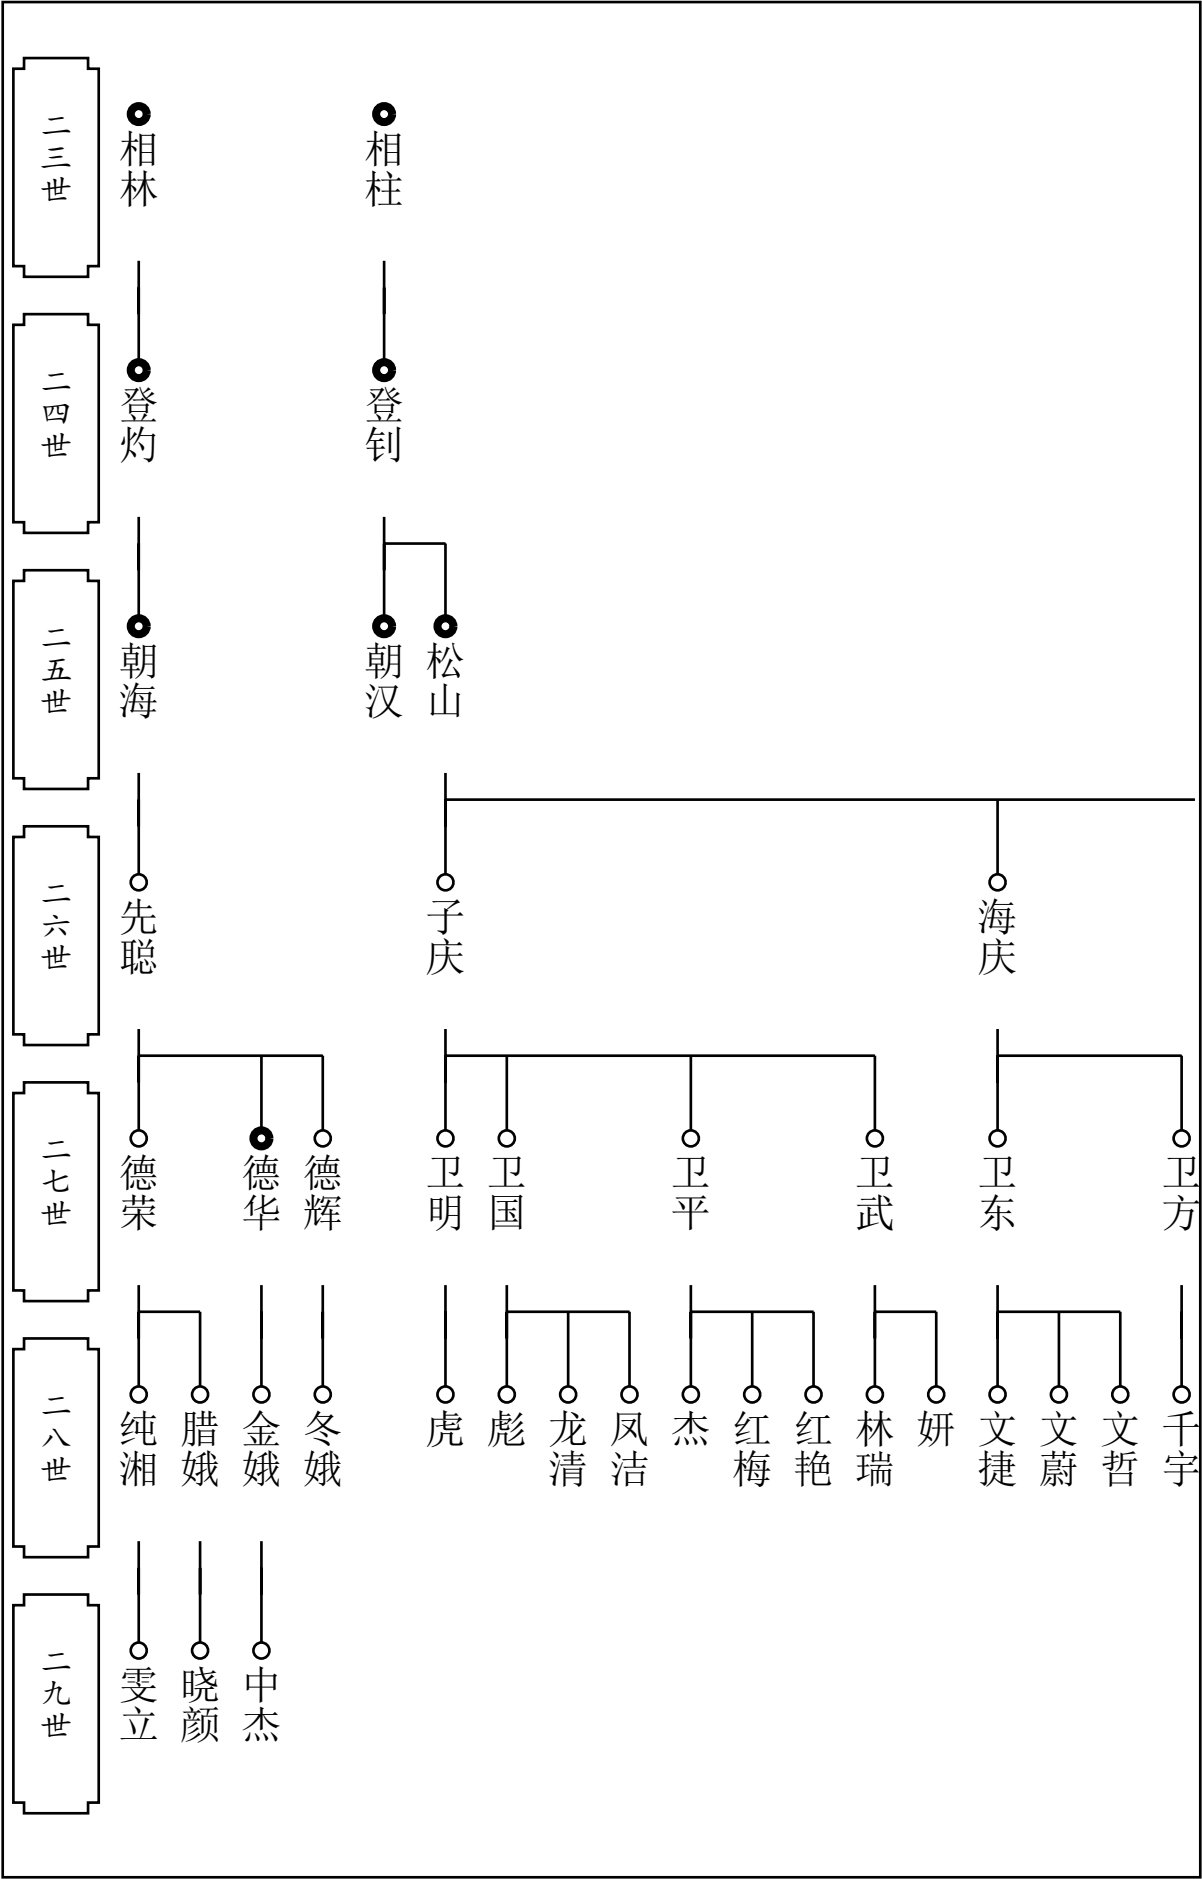 二三世
相林
相柱
二四世
登灼
登钊
二五世
朝海
朝汉
松山
二六世
先聪
子庆
海庆
二七世
德荣
德华
德辉
卫明
卫国
卫平
卫武
卫东
卫方
二八世
纯湘
腊娥
金娥
冬娥
虎
彪
龙清
凤洁
杰
红梅
红艳
林瑞
妍
文捷
文蔚
文哲
千宇
二九世
雯立
晓颜
中杰